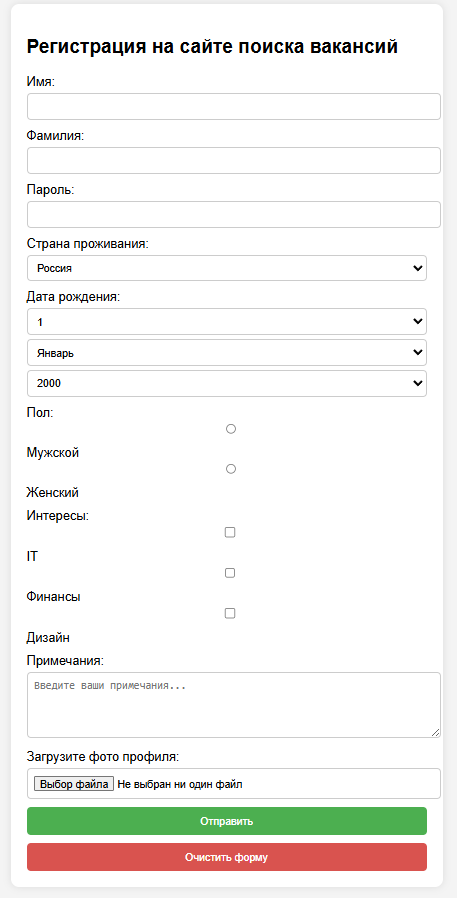 Регистрация на сайте поиска вакансий
Имя:
Фамилия:
Пароль:
Страна проживания:
Россия
Дата рождения:
1
Январь
2000
Пол:
Мужской
Женский
Интересы:
IT
Финансы
Дизайн
Примечания:
Введите ваши примечания...
Загрузите фото профиля:
Выбор файла Не выбран ни один файл
Отправить
Очистить форму